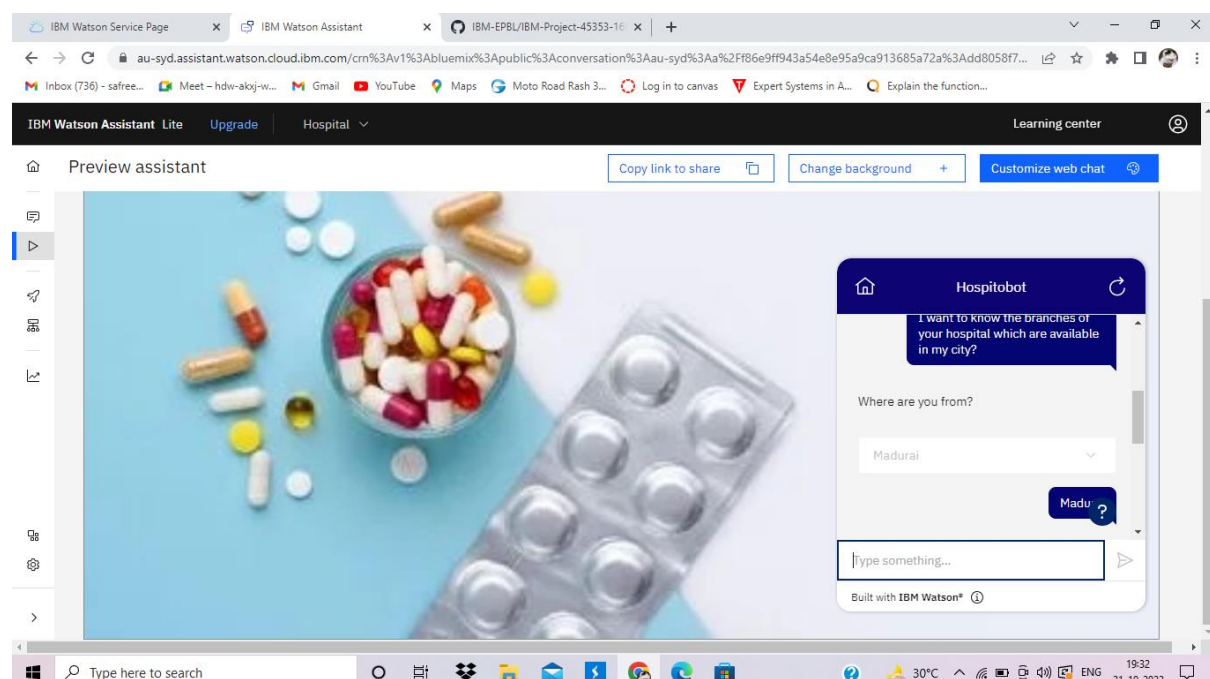 IBM Watson Service Page
IBM Watson Assistant
IBM-EPBL/IBM-Project-45353-16
au-syd.assistant.watson.cloud.ibm.com/crn%3Av1%3Abluemix%3Apublic%3Aconversation%3Aau-syd%3Aa%2Ff86e9ff943a54e8e95a9ca913685a72a%3Add8058f7...
Inbox (736) - safree... Meet – hdw-akxj-w... Gmail YouTube Maps Moto Road Rash 3... Log in to canvas Expert Systems in A... Explain the function...
IBM Watson Assistant Lite Upgrade Hospital Learning center
Preview assistant Copy link to share Change background + Customize web chat
Hospitobot
I want to know the branches of
your hospital which are available
in my city?
Where are you from?
Madurai
Madu
?
Type something...
Built with IBM Watson®
Type here to search 30°C ENG 19:32
21-10-2022